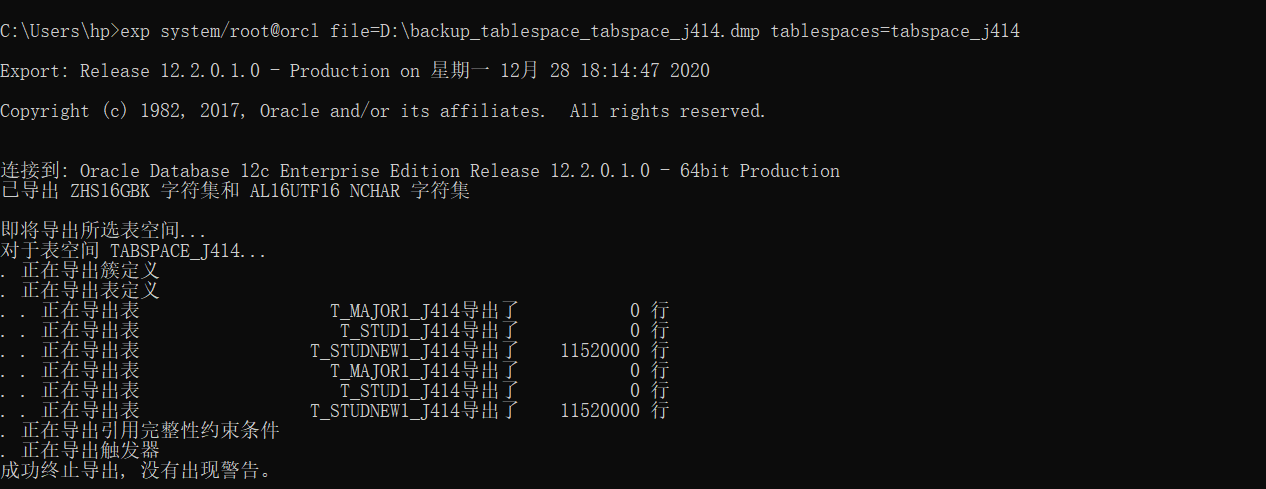 C:\Users\hp>exp system/root@orcl file=D:\backup_tablespace_tabspace_j414.dmp tablespaces=tabspace_j414
Export: Release 12.2.0.1.0 - Production on 星期一 12月 28 18:14:47 2020
Copyright (c) 1982, 2017, Oracle and/or its affiliates.  All rights reserved.
连接到: Oracle Database 12c Enterprise Edition Release 12.2.0.1.0 - 64bit Production
已导出 ZHS16GBK 字符集和 AL16UTF16 NCHAR 字符集
即将导出所选表空间...
对于表空间 TABSPACE_J414...
. 正在导出簇定义
. 正在导出表定义
. . 正在导出表                   T_MAJOR1_J414导出了           0 行
. . 正在导出表                    T_STUD1_J414导出了           0 行
. . 正在导出表                 T_STUDNEW1_J414导出了    11520000 行
. . 正在导出表                   T_MAJOR1_J414导出了           0 行
. . 正在导出表                    T_STUD1_J414导出了           0 行
. . 正在导出表                 T_STUDNEW1_J414导出了    11520000 行
. 正在导出引用完整性约束条件
. 正在导出触发器
成功终止导出, 没有出现警告。